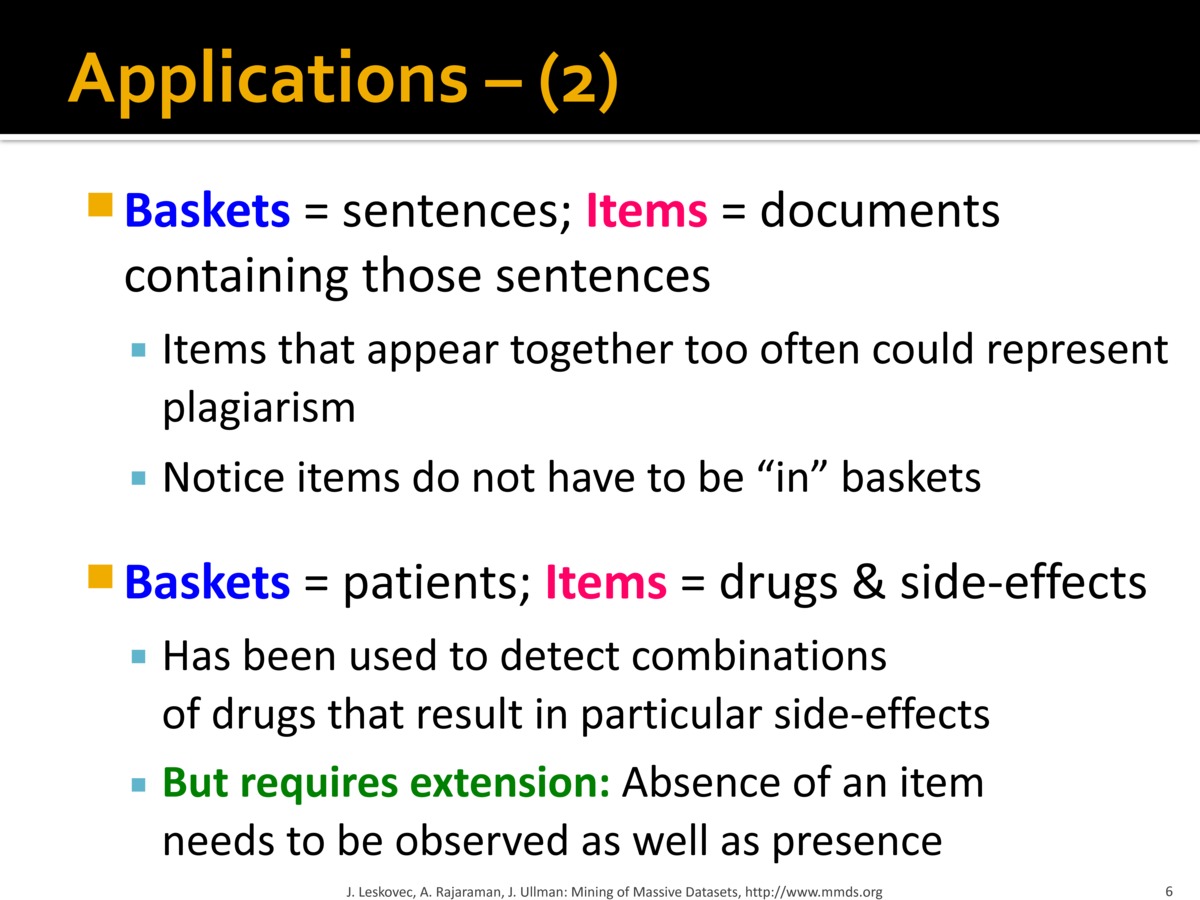 Applications – (2)
Baskets = sentences; Items = documents
containing those sentences
Items that appear together too often could represent
plagiarism
Notice items do not have to be “in” baskets
Baskets = patients; Items = drugs & side-effects
Has been used to detect combinations
of drugs that result in particular side-effects
But requires extension: Absence of an item
needs to be observed as well as presence
J. Leskovec, A. Rajaraman, J. Ullman: Mining of Massive Datasets, http://www.mmds.org
6